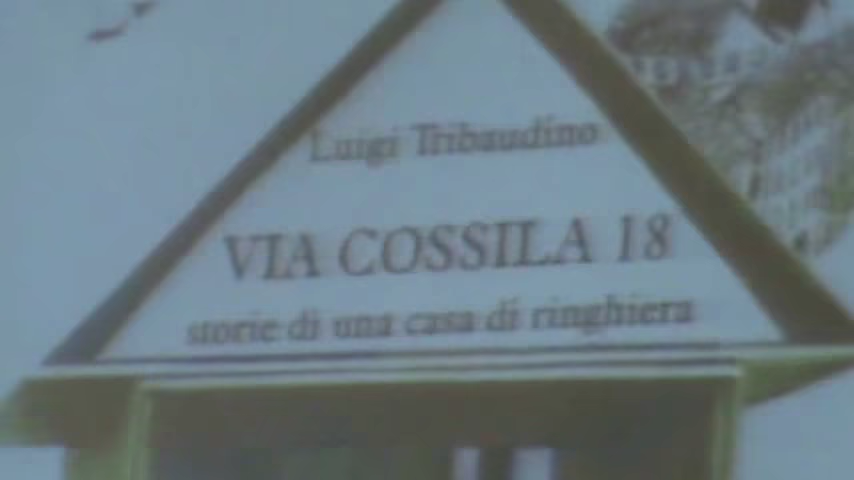 Luigi Tribaudino
VIA COSSILA 18
storie di una casa di ringhiera